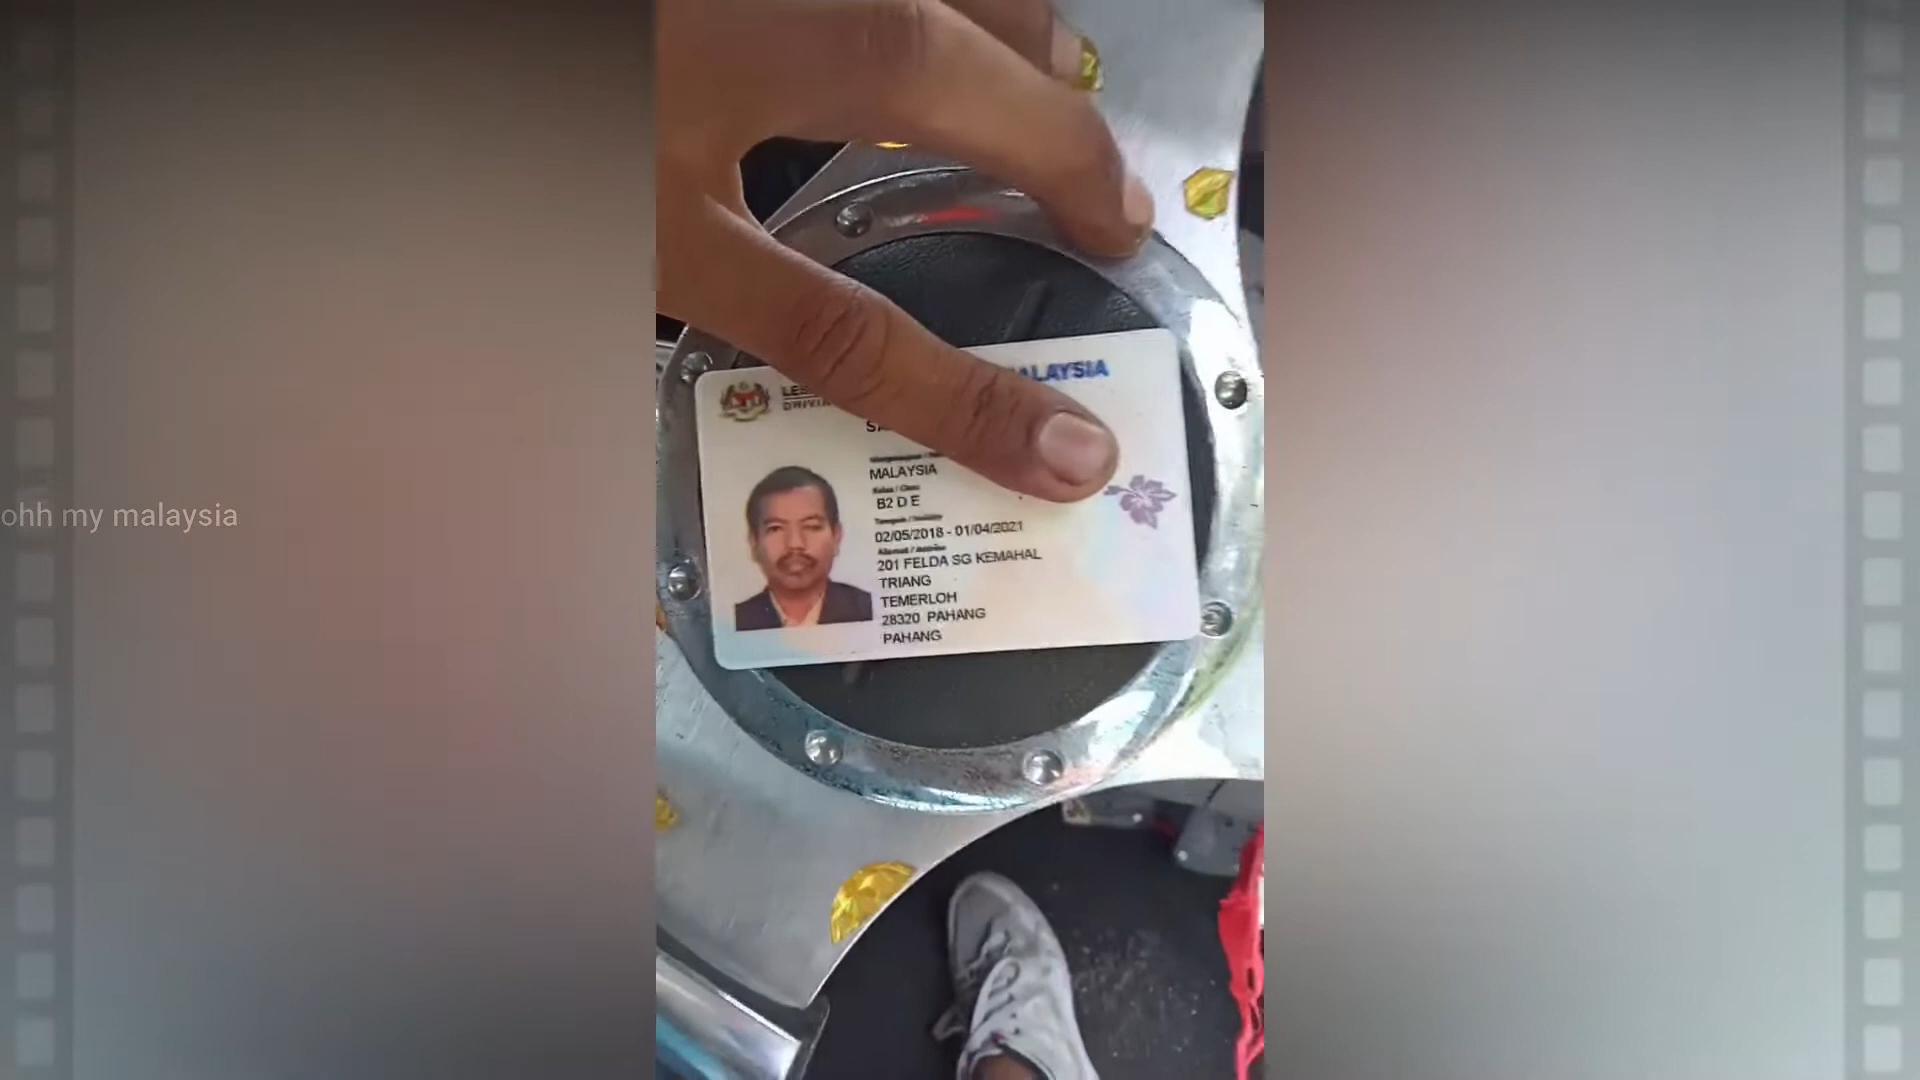 ALAYSIA
MALAYSIA
B2 D E
02/05/2018 - 01/04/2021
201 FELDA SG KEMAHAL
TRIANG
TEMERLOH
28320 PAHANG
PAHANG
ohh my malaysia